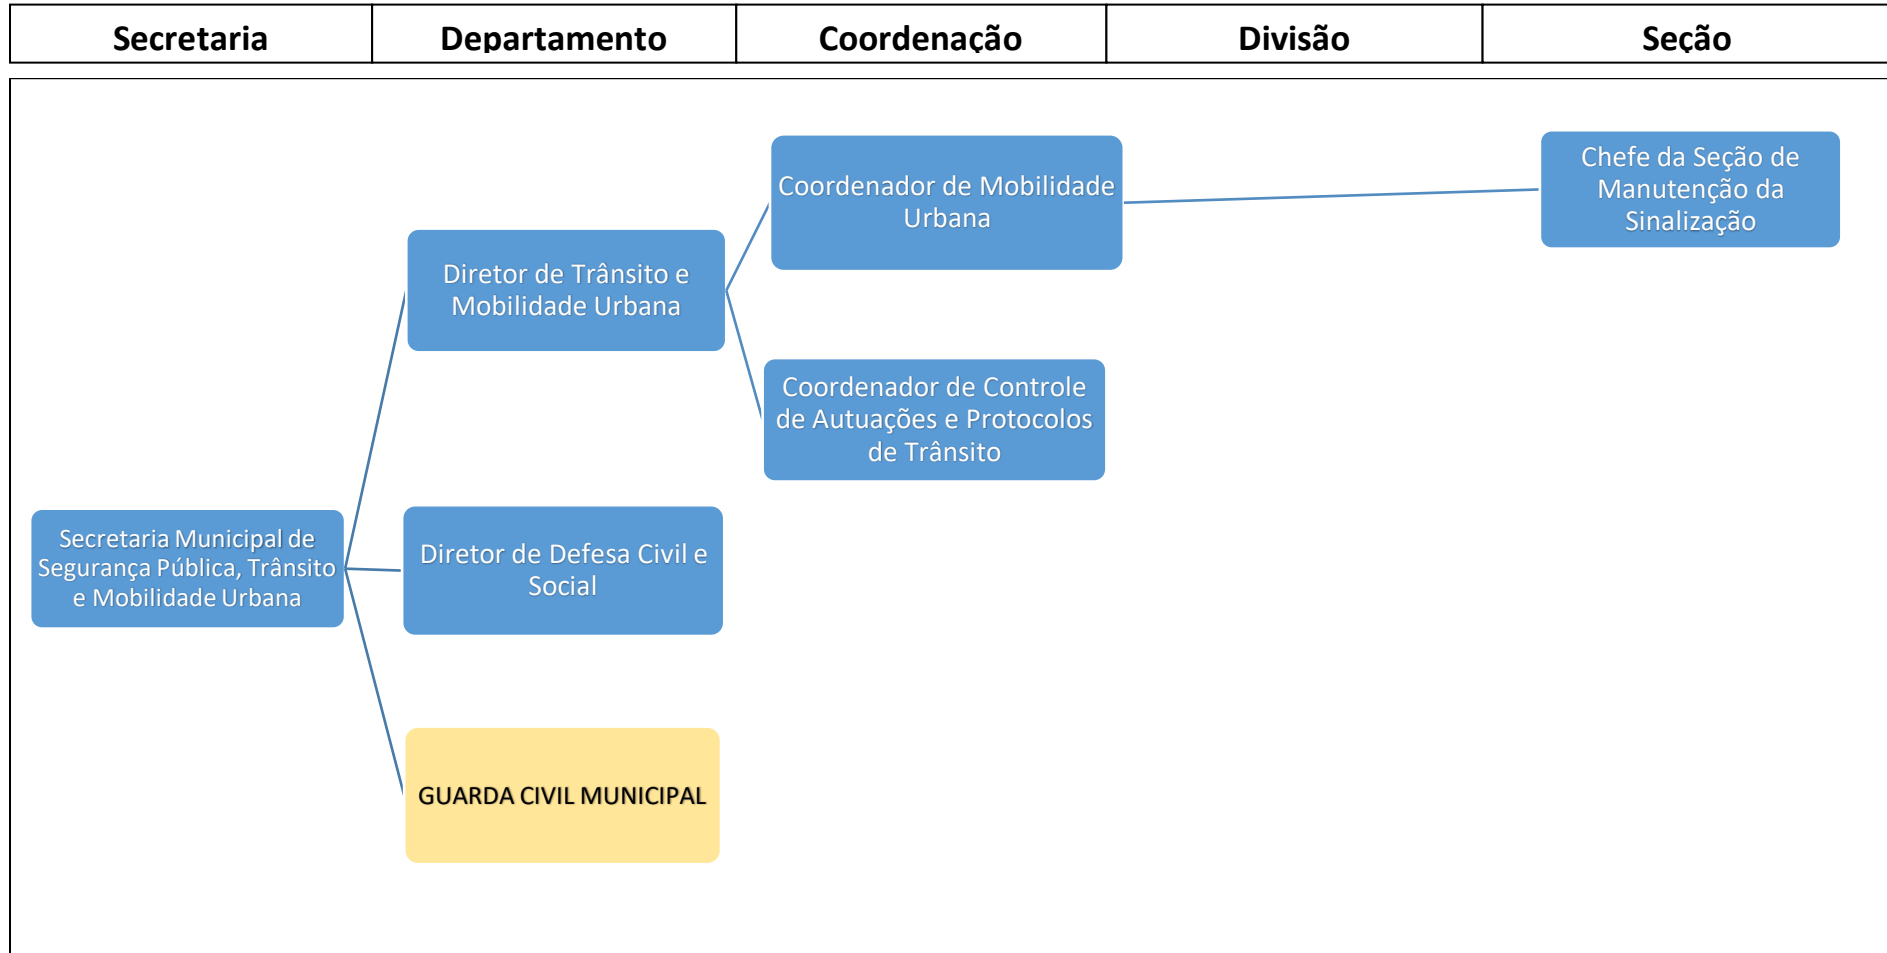 Secretaria
Departamento
Coordenação
Divisão
Seção
Chefe da Seção de
Manutenção da
Sinalização
Coordenador de Mobilidade
Urbana
Diretor de Trânsito e
Mobilidade Urbana
Coordenador de Controle
de Autuações e Protocolos
de Trânsito
Secretaria Municipal de
Segurança Pública, Trânsito
e Mobilidade Urbana
Diretor de Defesa Civil e
Social
GUARDA CIVIL MUNICIPAL